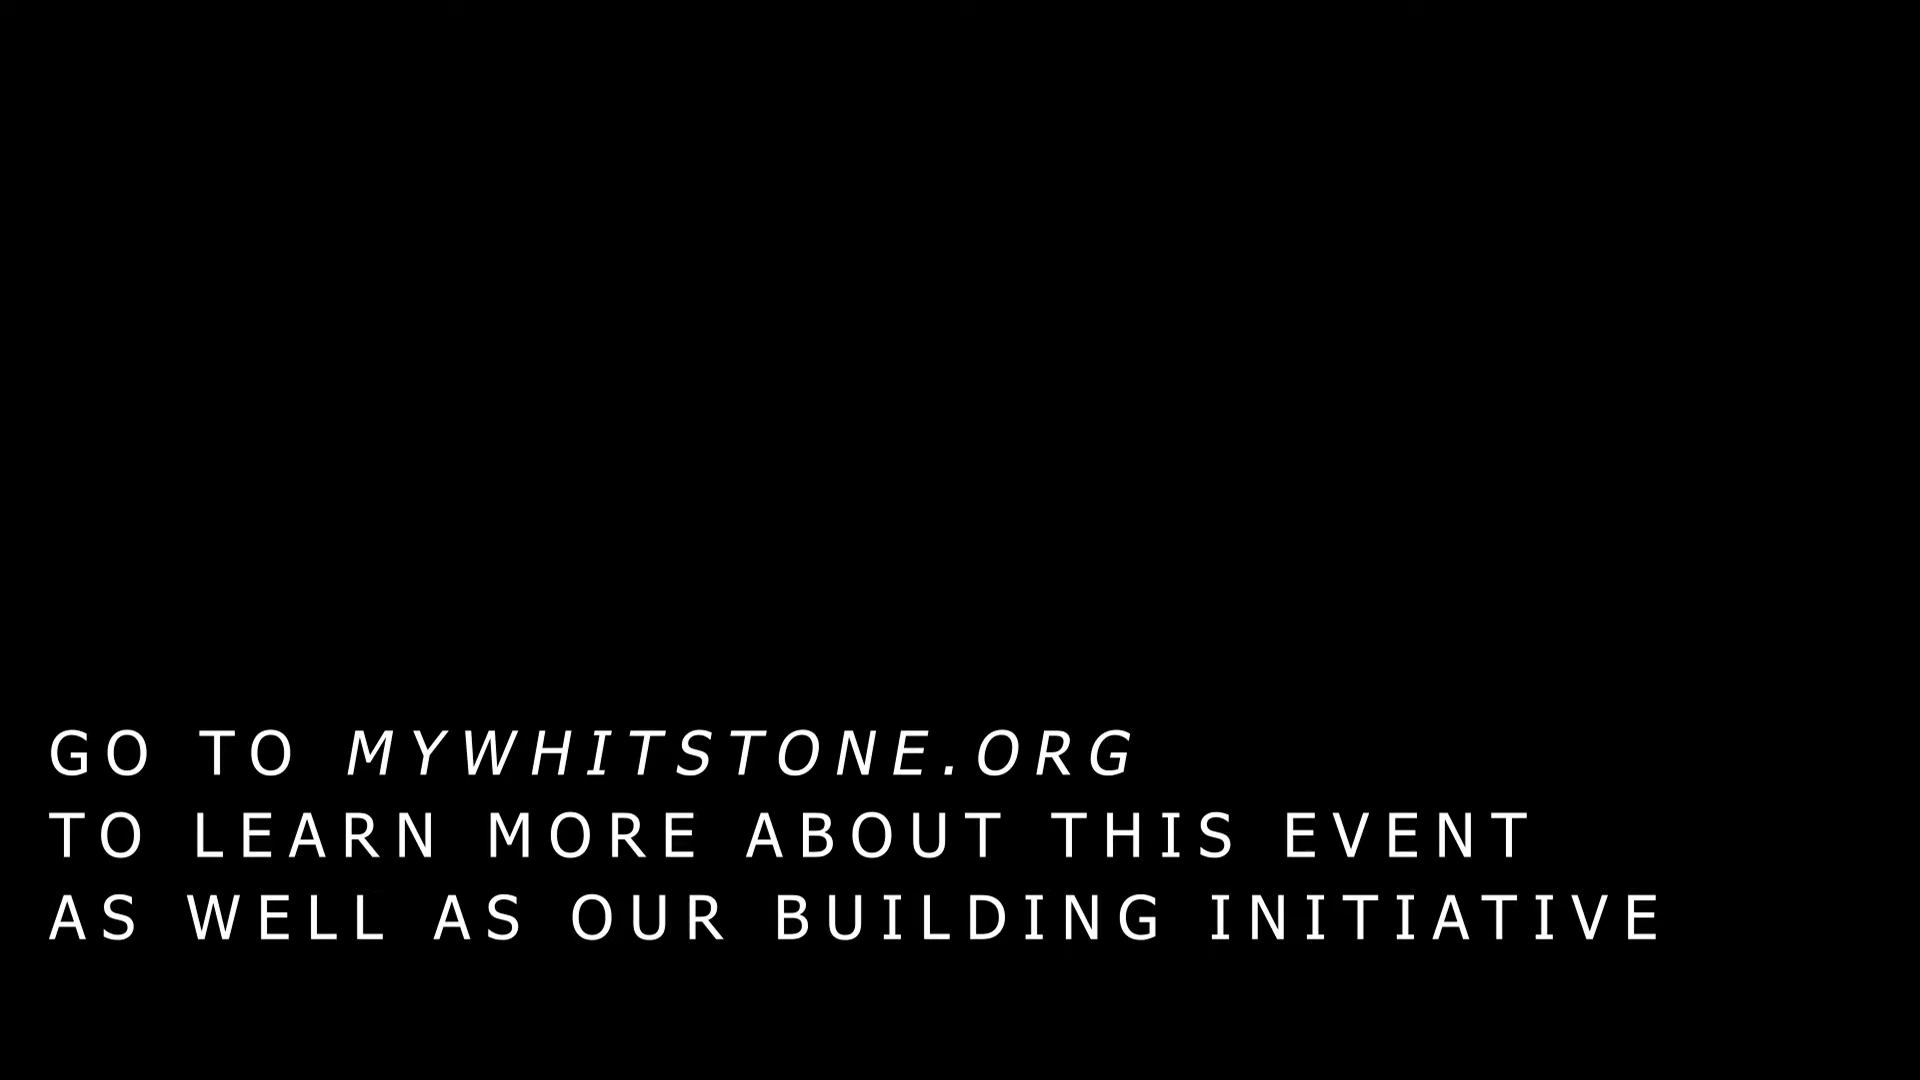 GO TO MYWHITSTONE.ORG
TO LEARN MORE ABOUT THIS EVENT
AS WELL AS OUR BUILDING INITIATIVE